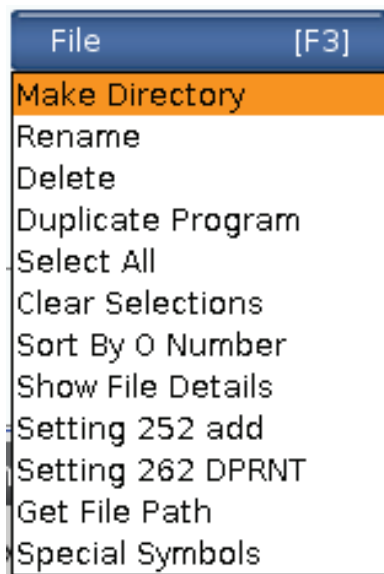 File [F3]
Make Directory
Rename
Delete
Duplicate Program
Select All
Clear Selections
Sort By O Number
Show File Details
Setting 252 add
Setting 262 DPRNT
Get File Path
Special Symbols